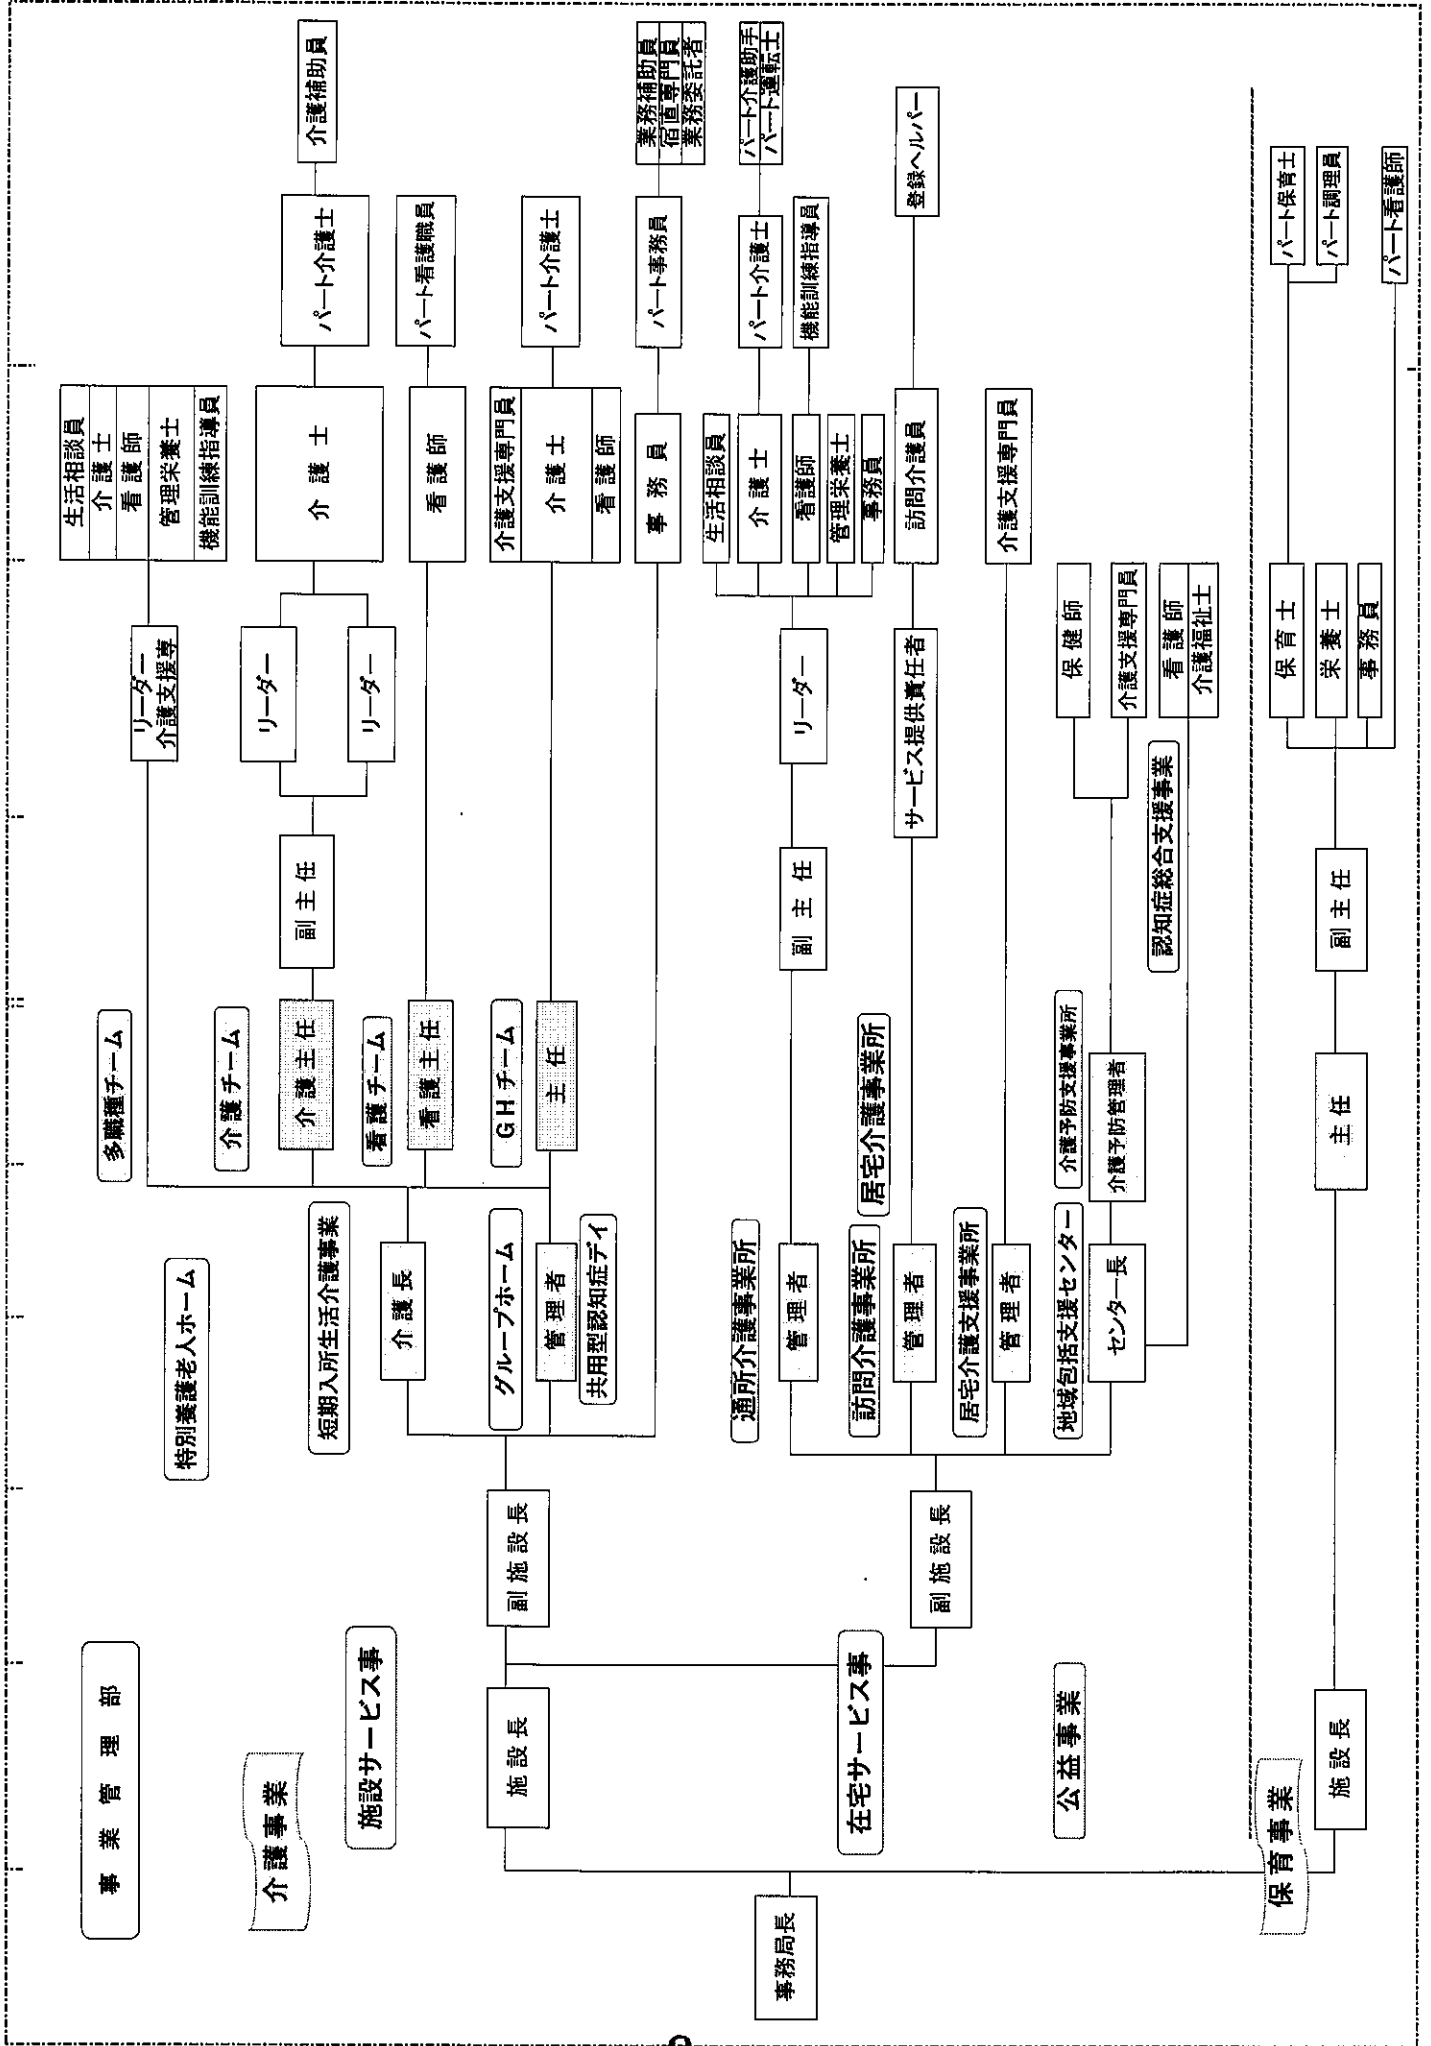 事業管理部
介護事業
施設サービス事
特別養護老人ホーム
多職種チーム
リーダー
介護支援専
生活相談員
介護士
看護師
管理栄養士
機能訓練指導員
介護チーム
短期入所生活介護事業
介護長
介護主任
副主任
リーダー
リーダー
介護士
パート介護士
介護補助員
看護チーム
看護主任
看護師
パート看護職員
事務局長
施設長
副施設長
グループホーム
管理者
共用型認知症デイ
GHチーム
主任
介護支援専門員
介護士
看護師
パート介護士
事務員
パート事務員
業務補助員
宿直専門員
業務委託者
在宅サービス事
副施設長
通所介護事業所
管理者
副主任
リーダー
生活相談員
介護士
看護師
管理栄養士
事務員
パート介護士
機能訓練指導員
パート介護助手
パート運転士
訪問介護事業所
居宅介護事業所
管理者
サービス提供責任者
訪問介護員
登録ヘルパー
居宅介護支援事業所
管理者
介護支援専門員
公益事業
地域包括支援センター
センター長
介護予防支援事業所
介護予防管理者
保健師
介護支援専門員
認知症総合支援事業
看護師
介護福祉士
保育事業
施設長
主任
副主任
保育士
栄養士
事務員
パート保育士
パート調理員
パート看護師